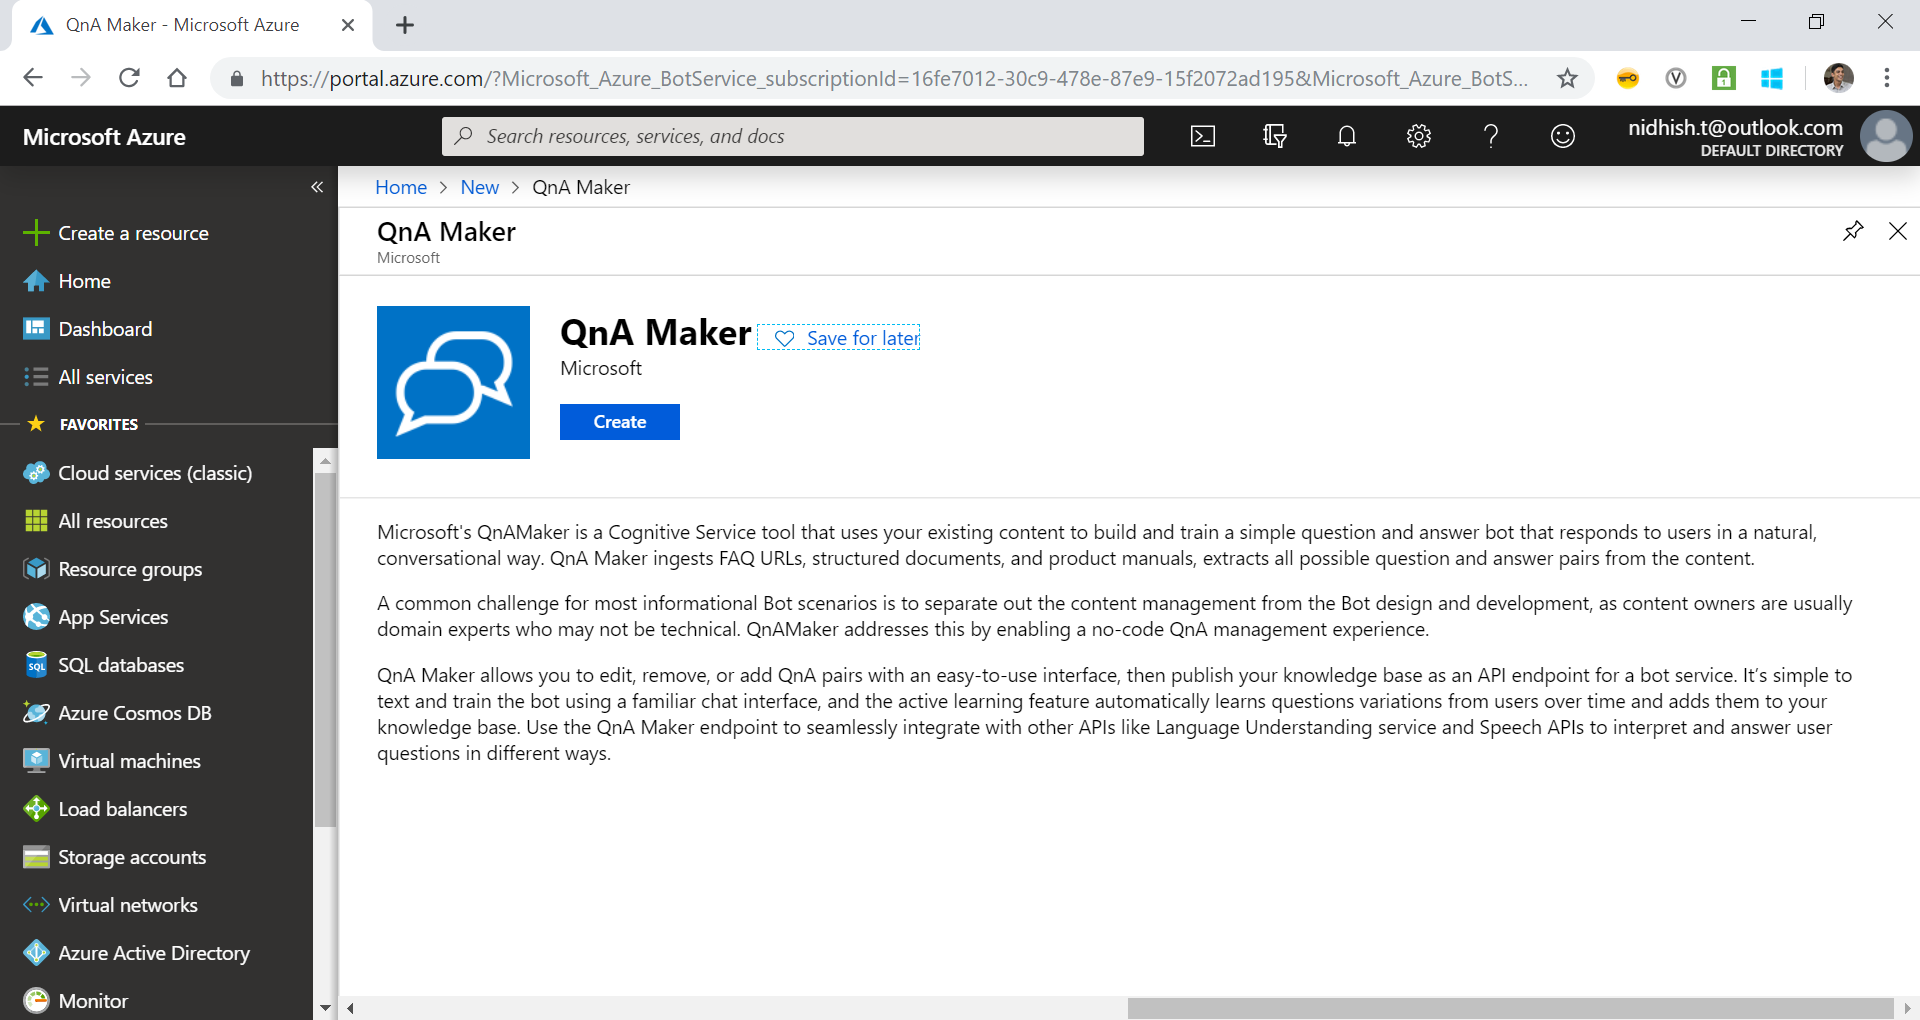 QnA Maker - Microsoft Azure
https://portal.azure.com/?Microsoft_Azure_BotService_subscriptionId=16fe7012-30c9-478e-87e9-15f2072ad195&Microsoft_Azure_BotS...
Microsoft Azure
Search resources, services, and docs
nidhish.t@outlook.com
DEFAULT DIRECTORY
Home > New > QnA Maker
Create a resource
Home
Dashboard
All services
FAVORITES
Cloud services (classic)
All resources
Resource groups
App Services
SQL databases
Azure Cosmos DB
Virtual machines
Load balancers
Storage accounts
Virtual networks
Azure Active Directory
Monitor
QnA Maker
Microsoft
QnA Maker
Save for later
Microsoft
Create
Microsoft's QnAMaker is a Cognitive Service tool that uses your existing content to build and train a simple question and answer bot that responds to users in a natural,
conversational way. QnA Maker ingests FAQ URLs, structured documents, and product manuals, extracts all possible question and answer pairs from the content.
A common challenge for most informational Bot scenarios is to separate out the content management from the Bot design and development, as content owners are usually
domain experts who may not be technical. QnAMaker addresses this by enabling a no-code QnA management experience.
QnA Maker allows you to edit, remove, or add QnA pairs with an easy-to-use interface, then publish your knowledge base as an API endpoint for a bot service. It’s simple to
text and train the bot using a familiar chat interface, and the active learning feature automatically learns questions variations from users over time and adds them to your
knowledge base. Use the QnA Maker endpoint to seamlessly integrate with other APIs like Language Understanding service and Speech APIs to interpret and answer user
questions in different ways.